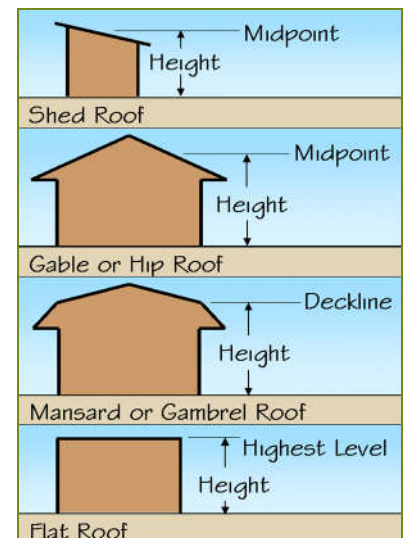 Midpoint
Height
Shed Roof
Midpoint
Height
Gable or Hip Roof
Deckline
Height
Mansard or Gambrel Roof
Highest Level
Height
Flat Roof